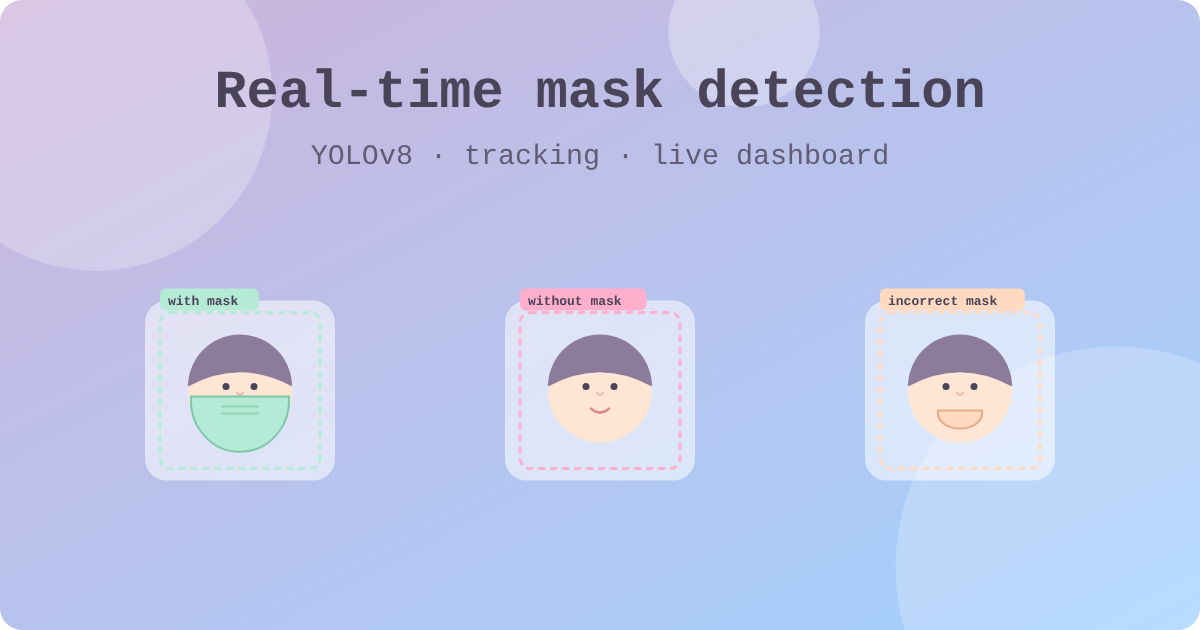 Real-time mask detection
YOLOv8 · tracking · live dashboard
with mask
without mask
incorrect mask